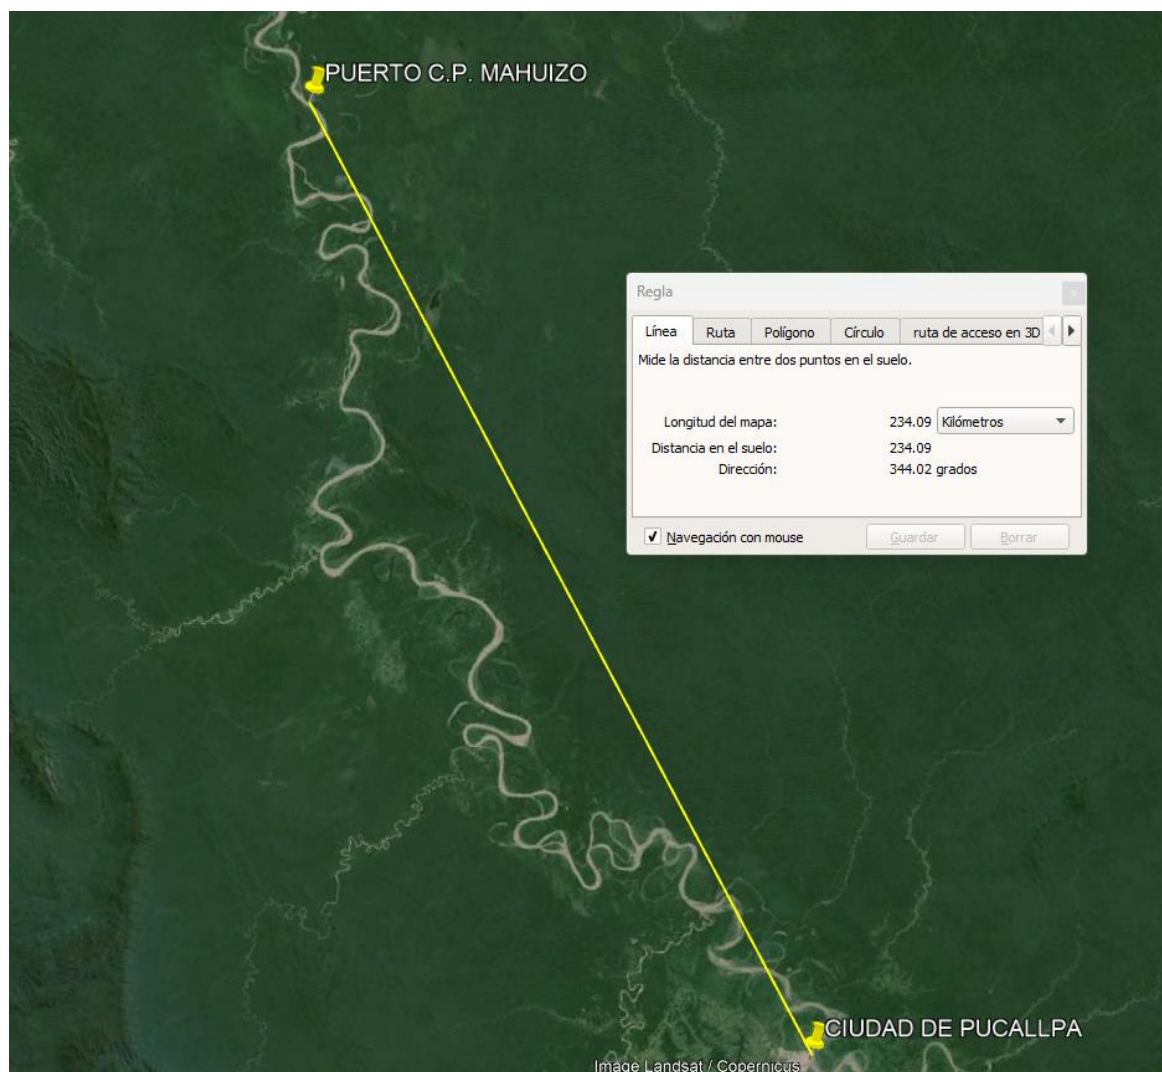 PUERTO C.P. MAHUIZO
Regla
Línea Ruta Polígono Círculo ruta de acceso en 3D
Mide la distancia entre dos puntos en el suelo.
Longitud del mapa: 234.09 Kilómetros
Distancia en el suelo: 234.09
Dirección: 344.02 grados
Navegación con mouse Guardar Borrar
CIUDAD DE PUCALLPA
Image Landsat / Copernicus